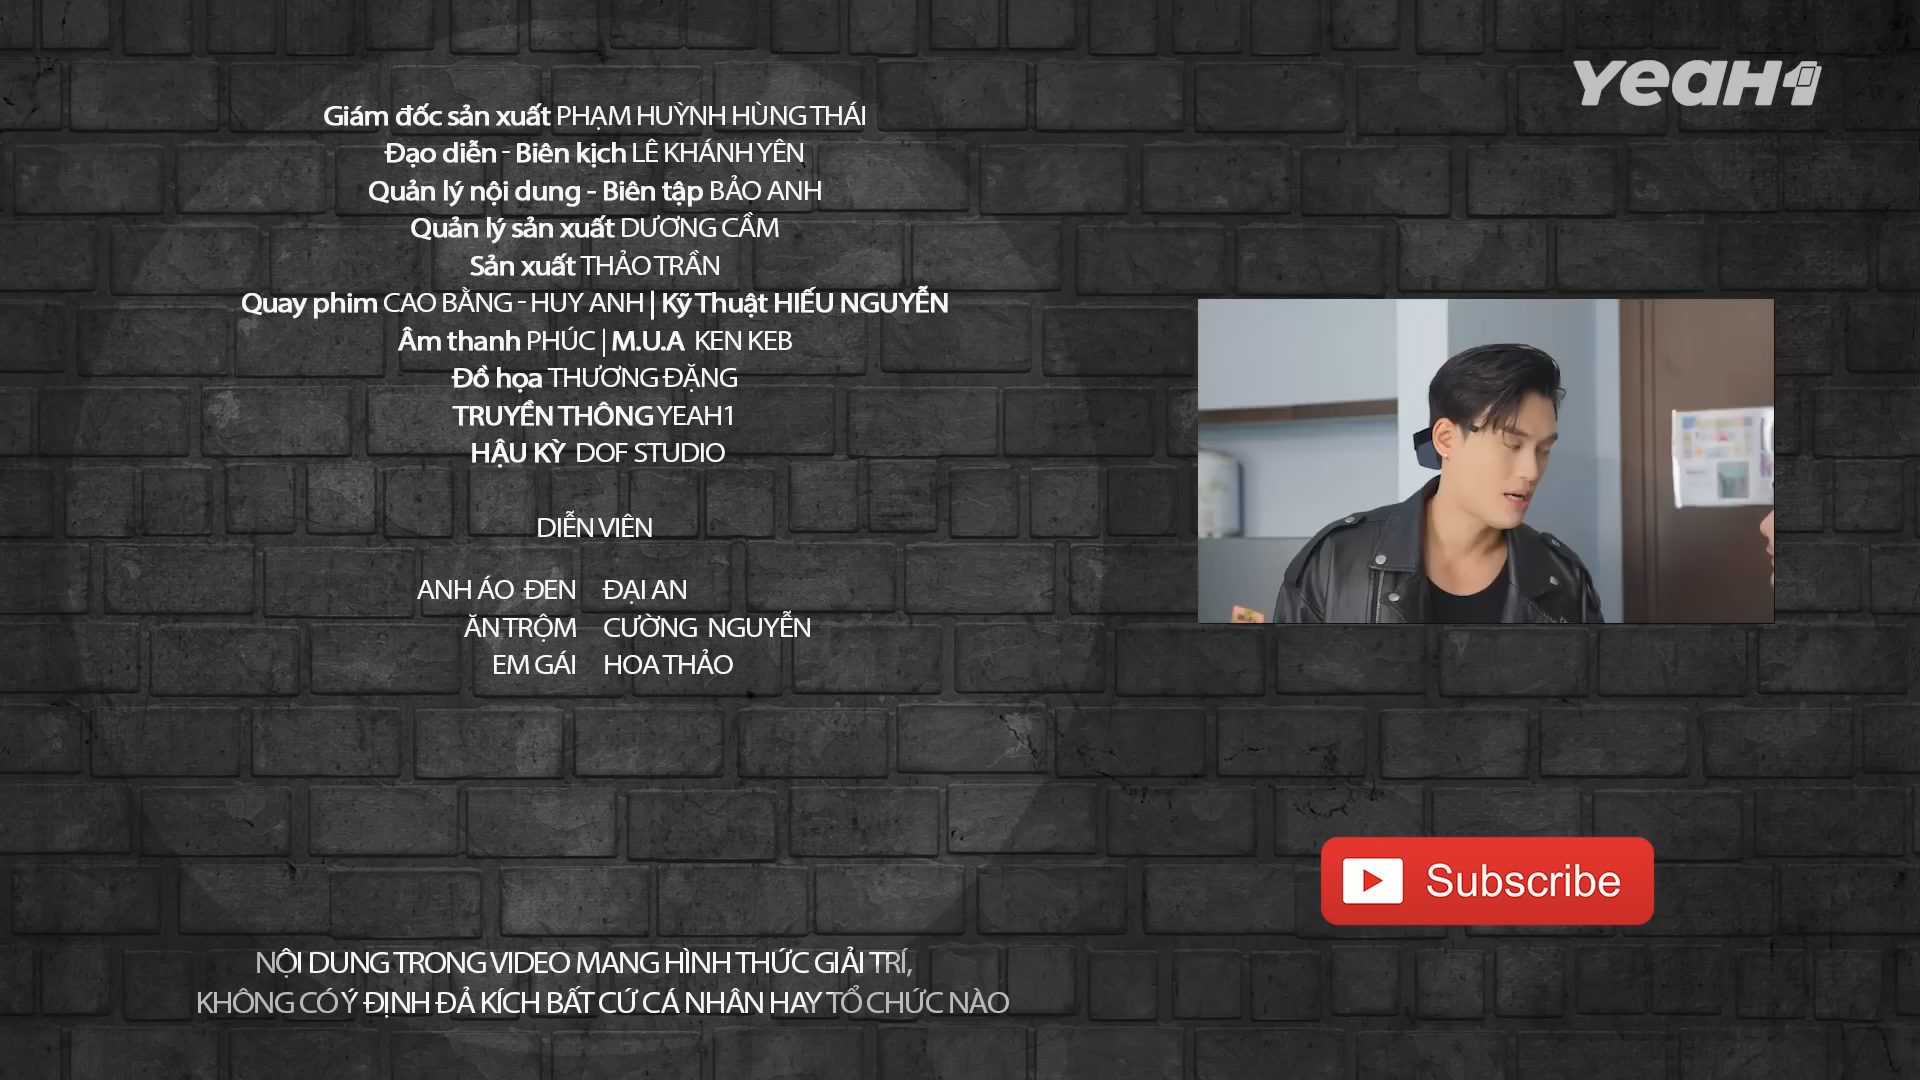 YEAH1
Giám đốc sản xuất PHẠM HUỲNH HÙNG THÁI
Đạo diễn - Biên kịch LÊ KHÁNH YÊN
Quản lý nội dung - Biên tập BẢO ANH
Quản lý sản xuất DƯƠNG CẦM
Sản xuất THẢO TRẦN
Quay phim CAO BẰNG - HUY ANH | Kỹ Thuật HIẾU NGUYỄN
Âm thanh PHÚC | M.U.A KEN KEB
Đồ họa THƯƠNG ĐẶNG
TRUYỀN THÔNG YEAH1
HẬU KỲ DOF STUDIO
DIỄN VIÊN
ANH ÁO ĐEN ĐẠI AN
ĂN TRỘM CƯỜNG NGUYỄN
EM GÁI HOA THẢO
Subscribe
NỘI DUNG TRONG VIDEO MANG HÌNH THỨC GIẢI TRÍ,
KHÔNG CÓ Ý ĐỊNH ĐẢ KÍCH BẤT CỨ CÁ NHÂN HAY TỔ CHỨC NÀO